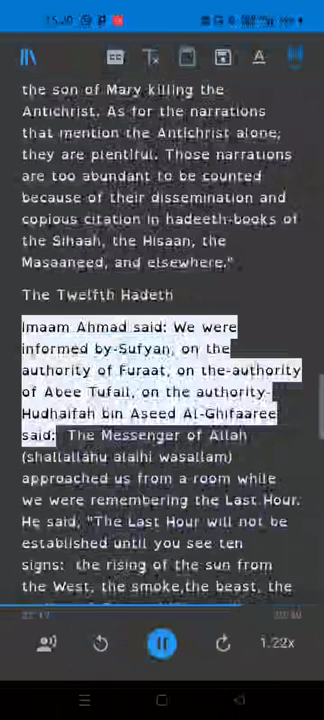 the son of Mary killing the
Antichrist. As for the narrations
that mention the Antichrist alone;
they are plentiful. Those narrations
are too abundant to be counted
because of their dissemination and
copious citation in hadeeth-books of
the Sihaah, the Hisaan, the
Masaaneed, and elsewhere."
The Twelfth Hadeth
Imaam Ahmad said: We were
informed by-Sufyan, on the
authority of Furaat, on the-authority
of Abee Tufail, on the authority-
Hudhaifah bin Aseed Al-Ghifaaree
said: The Messenger of Allah
(shallallahu alaihi wasallam)
approached us from a room while
we were remembering the Last Hour.
He said, "The Last Hour will not be
established until you see ten
signs: the rising of the sun from
the West, the smoke,the beast, the
1.22x